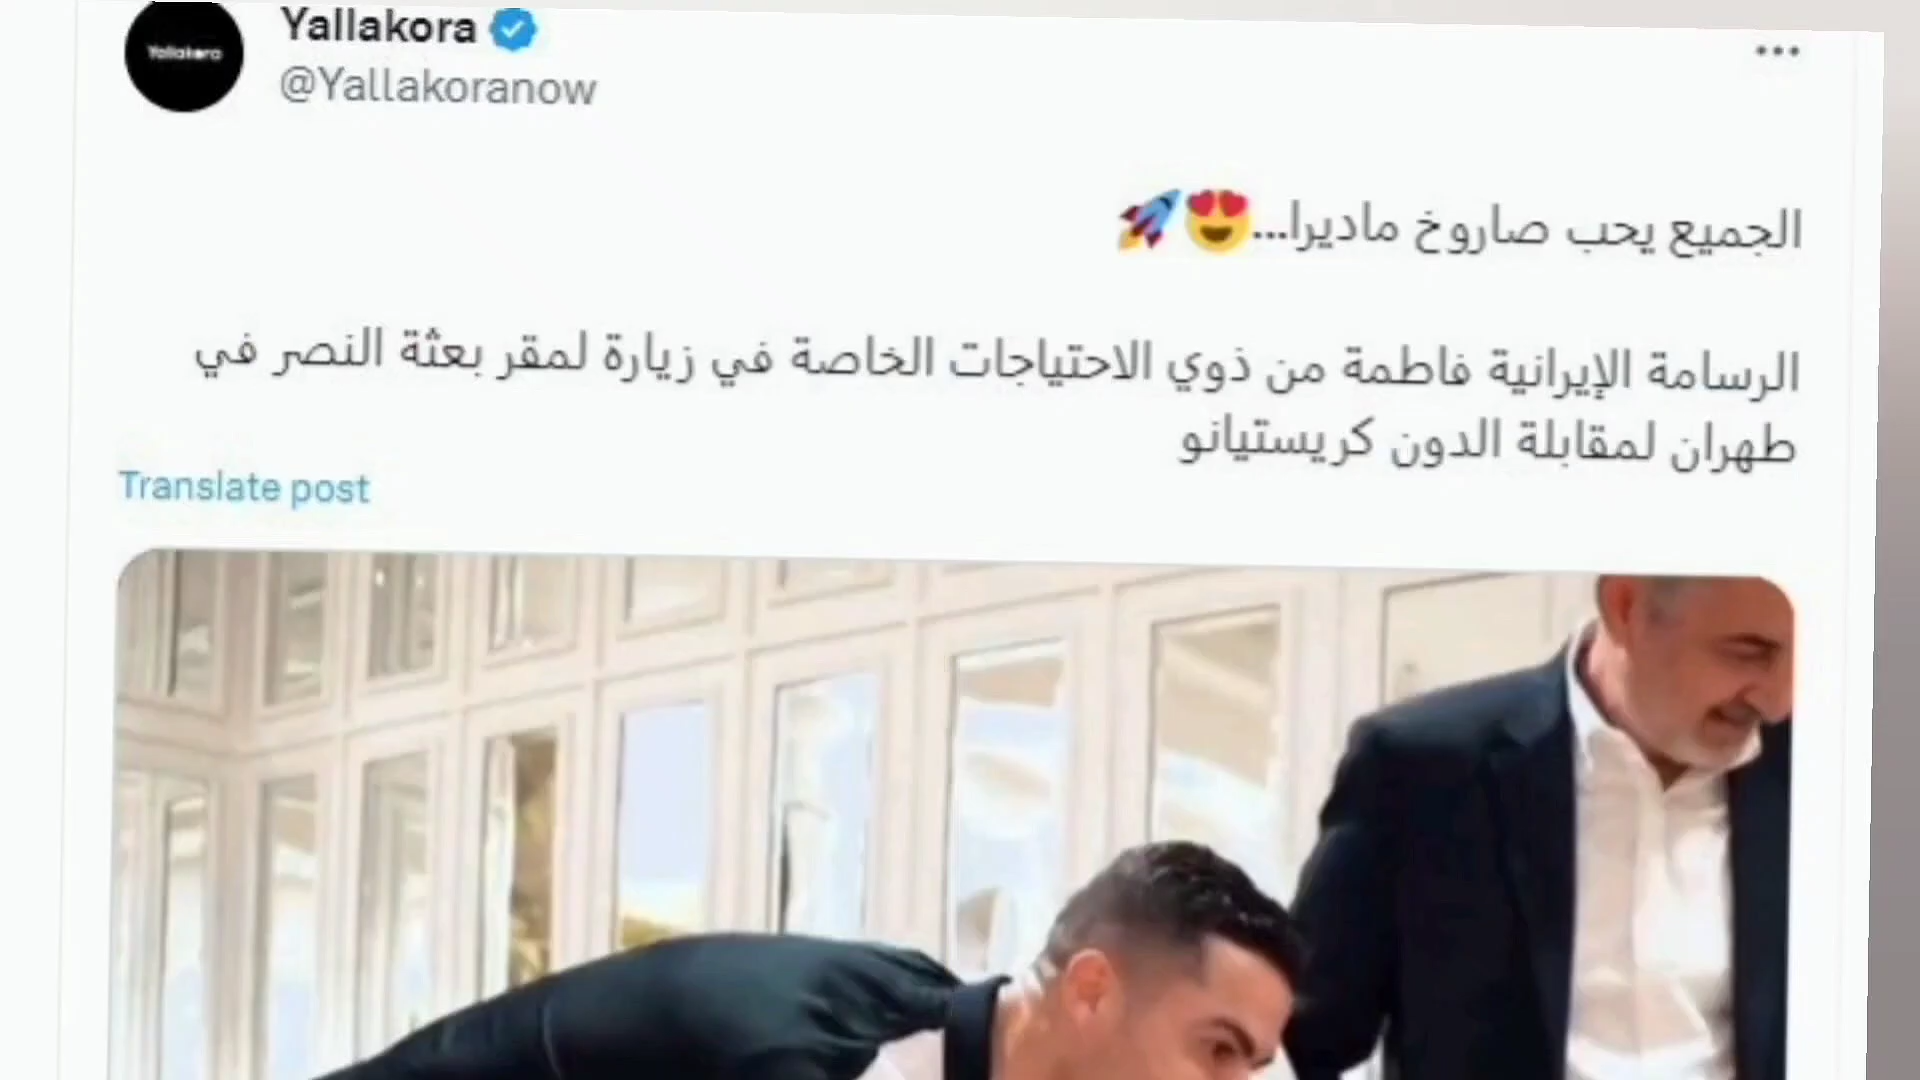 Yallakora
Yallakora
@Yallakoranow
الجميع يحب صاروخ ماديرا...😍🚀
الرسامة الإيرانية فاطمة من ذوي الاحتياجات الخاصة في زيارة لمقر بعثة النصر في
طهران لمقابلة الدون كريستيانو
Translate post